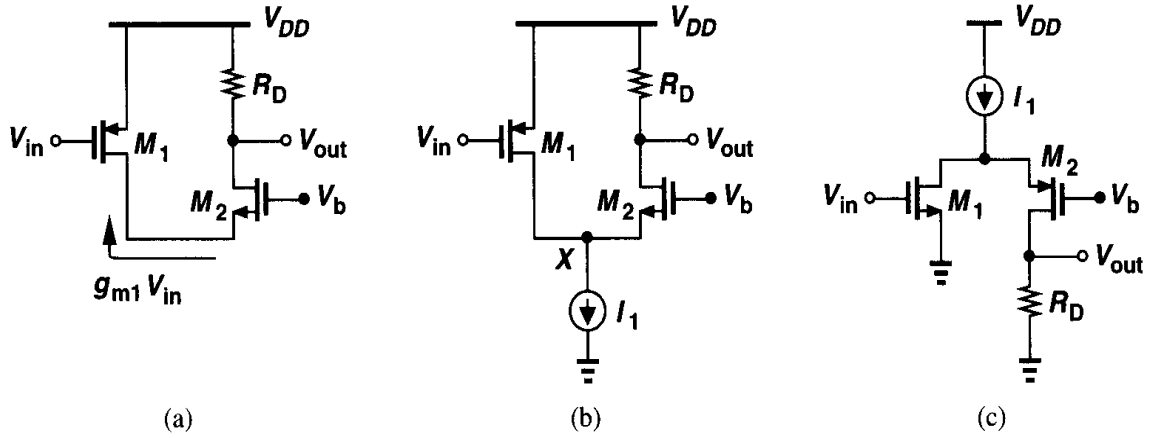 V_DD
R_D
V_in
M_1
V_out
M_2
V_b
g_m1 V_in
(a)
V_DD
R_D
V_in
M_1
V_out
M_2
V_b
X
I_1
(b)
V_DD
I_1
M_2
V_in
M_1
V_b
V_out
R_D
(c)